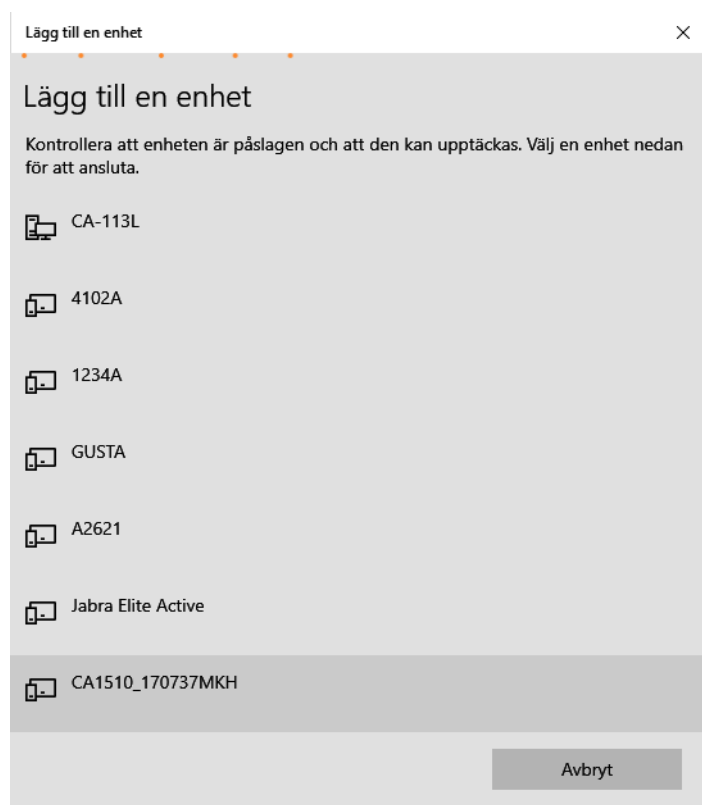 Lägg till en enhet
Lägg till en enhet
Kontrollera att enheten är påslagen och att den kan upptäckas. Välj en enhet nedan
för att ansluta.
CA-113L
4102A
1234A
GUSTA
A2621
Jabra Elite Active
CA1510_170737MKH
Avbryt